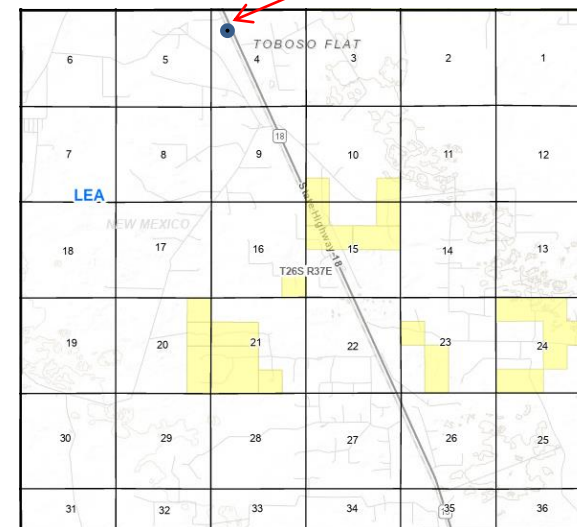 TOBOSO FLAT
6 5 4 3 2 1
18
7 8 9 10 11 12
LEA
State Highway 18
NEW MEXICO
18 17 16 15 14 13
T26S R37E
19 20 21 22 23 24
30 29 28 27 26 25
31 32 33 34 35 36